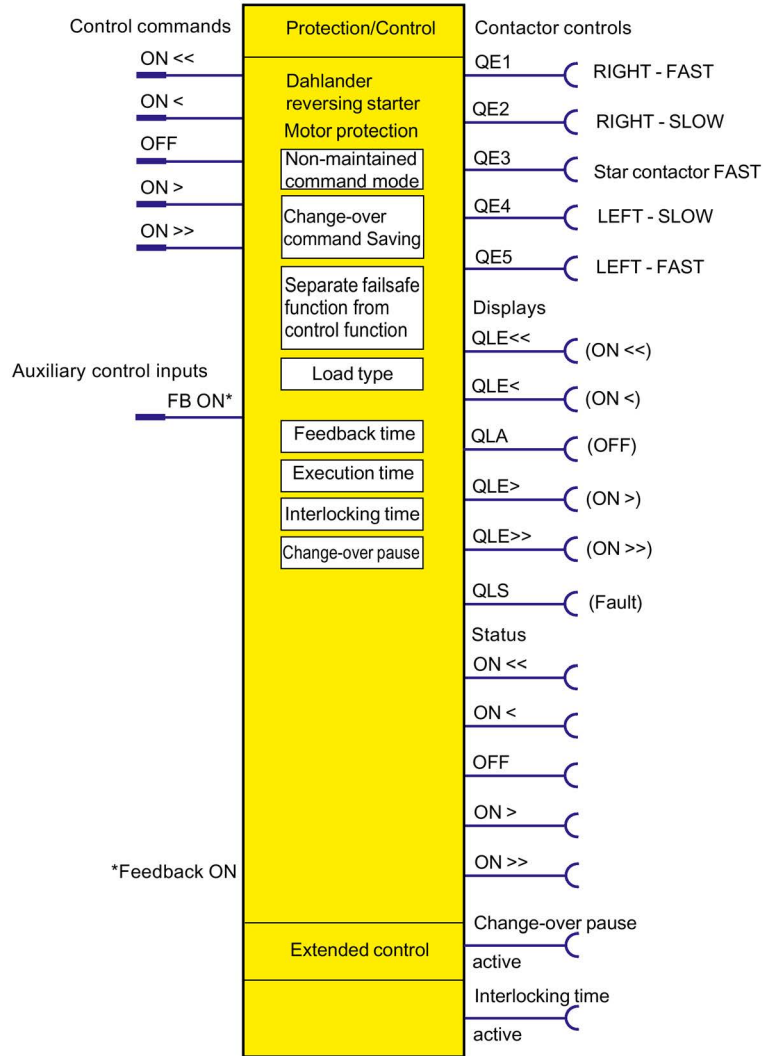 Control commands
ON <<
ON <
OFF
ON >
ON >>
Auxiliary control inputs
FB ON*
*Feedback ON
Protection/Control
Dahlander
reversing starter
Motor protection
Non-maintained
command mode
Change-over
command Saving
Separate failsafe
function from
control function
Load type
Feedback time
Execution time
Interlocking time
Change-over pause
Extended control
Contactor controls
QE1 RIGHT - FAST
QE2 RIGHT - SLOW
QE3 Star contactor FAST
QE4 LEFT - SLOW
QE5 LEFT - FAST
Displays
QLE<< (ON <<)
QLE< (ON <)
QLA (OFF)
QLE> (ON >)
QLE>> (ON >>)
QLS (Fault)
Status
ON <<
ON <
OFF
ON >
ON >>
Change-over pause
active
Interlocking time
active